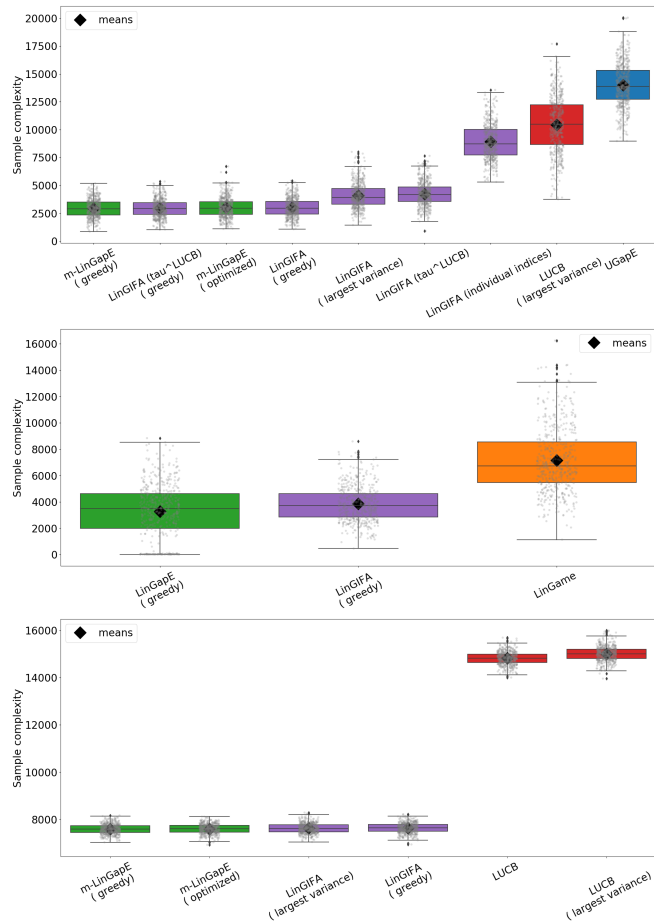 20000
17500
15000
12500
10000
7500
5000
2500
0
Sample complexity
means
m-LinGapE
( greedy)
LinGIFA (tau^LUCB)
( greedy)
m-LinGapE
( optimized)
LinGIFA
( greedy)
LinGIFA
( largest variance)
LinGIFA (tau^LUCB)
LinGIFA (individual indices)
LUCB
( largest variance)
UGapE
16000
14000
12000
10000
8000
6000
4000
2000
0
Sample complexity
means
LinGapE
( greedy)
LinGIFA
( greedy)
LinGame
16000
14000
12000
10000
8000
Sample complexity
means
m-LinGapE
( greedy)
m-LinGapE
( optimized)
LinGIFA
( largest variance)
LinGIFA
( greedy)
LUCB
LUCB
( largest variance)